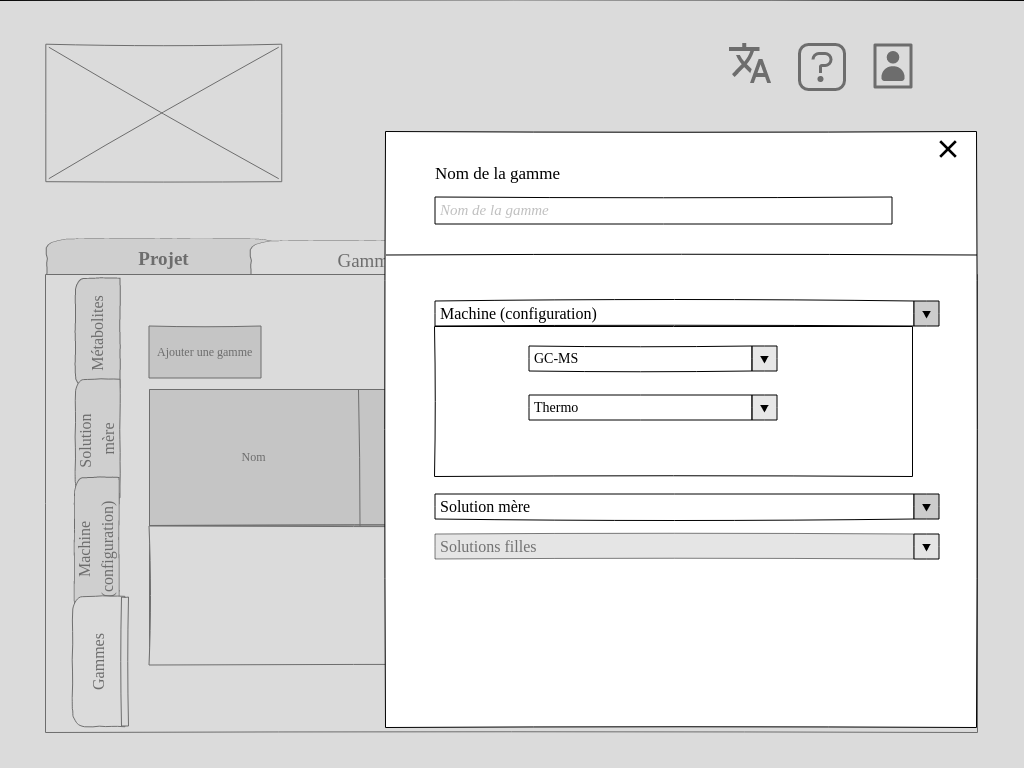 Nom de la gamme
Nom de la gamme
Projet
Gamm
Métabolites
Solution
mère
Machine
(configuration)
Gammes
Ajouter une gamme
Nom
Machine (configuration)
GC-MS
Thermo
Solution mère
Solutions filles